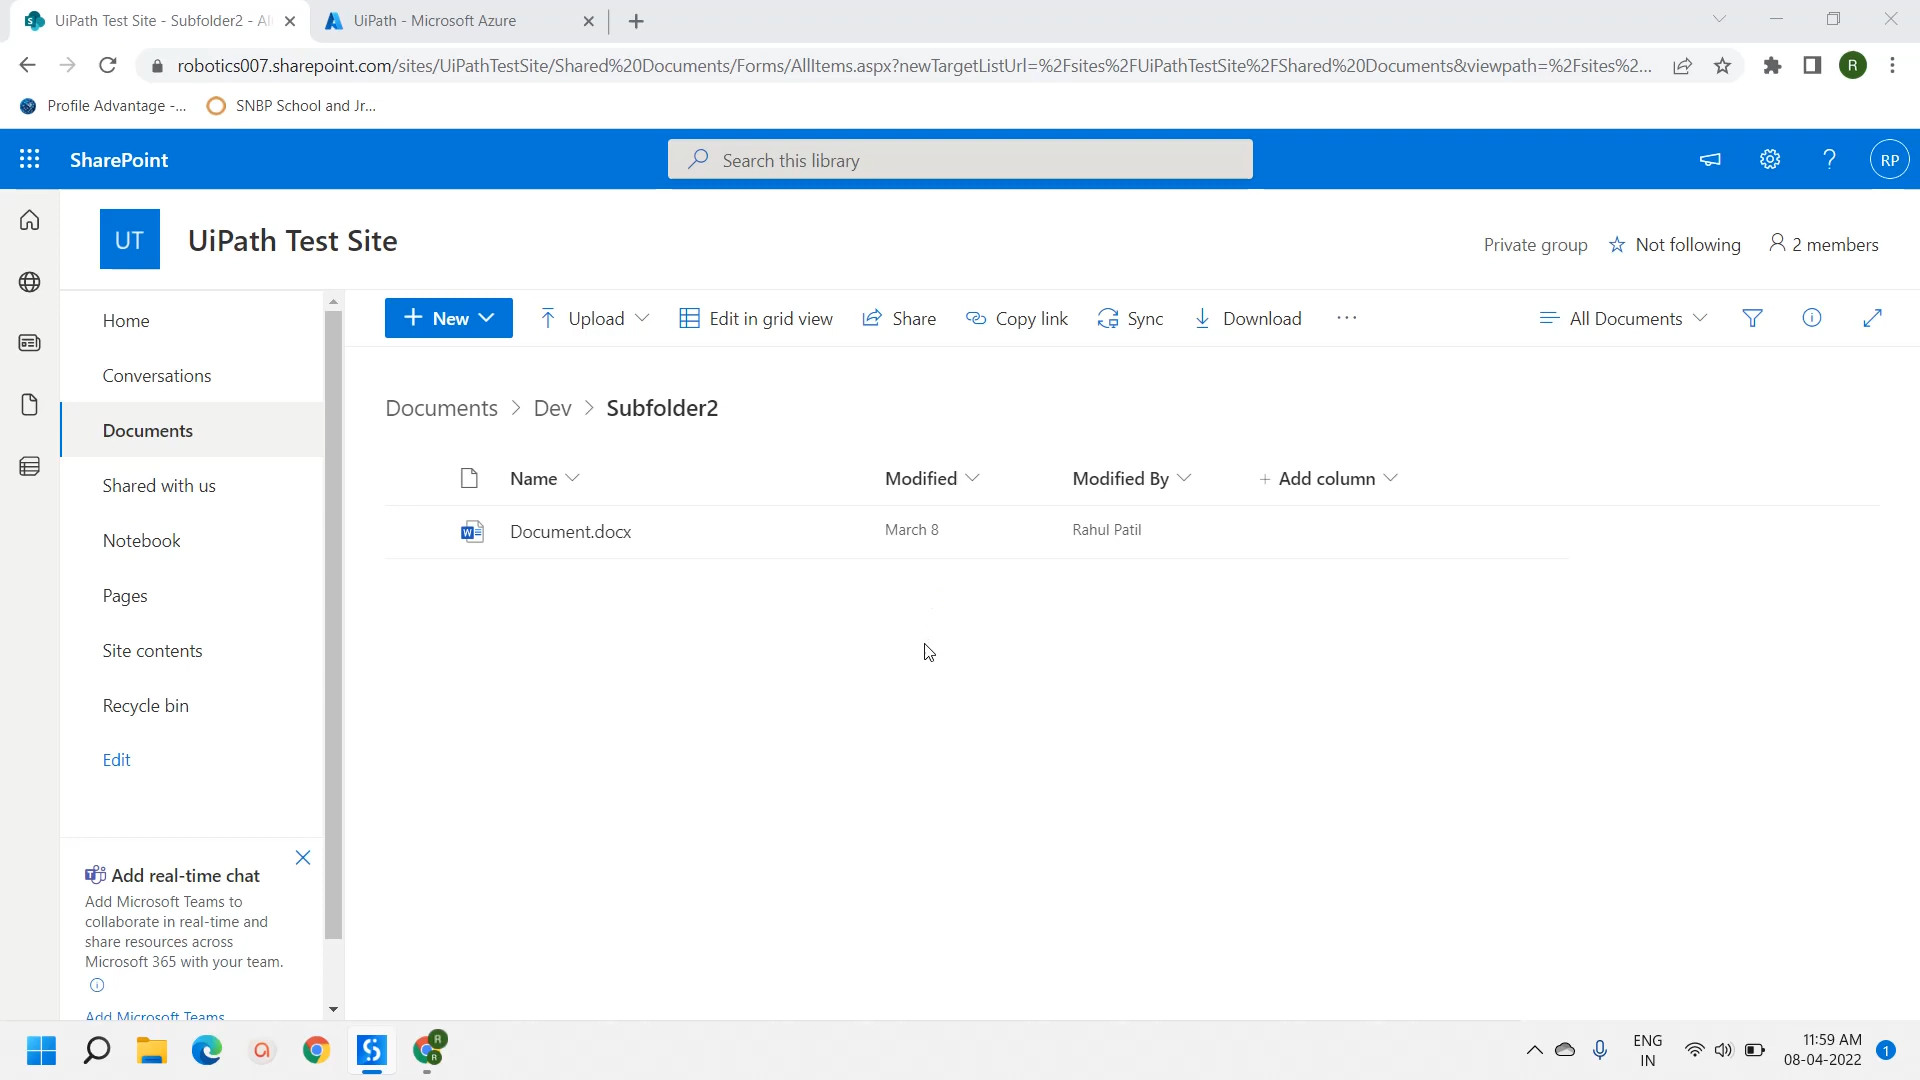 UiPath Test Site - Subfolder2 - Al
UiPath - Microsoft Azure
robotics007.sharepoint.com/sites/UiPathTestSite/Shared%20Documents/Forms/AllItems.aspx?newTargetListUrl=%2Fsites%2FUiPathTestSite%2FShared%20Documents&viewpath=%2Fsites%2...
R
Profile Advantage -...
SNBP School and Jr...
SharePoint
Search this library
RP
UT
UiPath Test Site
Private group
Not following
2 members
Home
Conversations
Documents
Shared with us
Notebook
Pages
Site contents
Recycle bin
Edit
New
Upload
Edit in grid view
Share
Copy link
Sync
Download
All Documents
Documents > Dev > Subfolder2
Name
Modified
Modified By
Add column
Document.docx
March 8
Rahul Patil
Add real-time chat
Add Microsoft Teams to
collaborate in real-time and
share resources across
Microsoft 365 with your team.
Add Microsoft Teams
R
R
ENG
IN
11:59 AM
08-04-2022
1